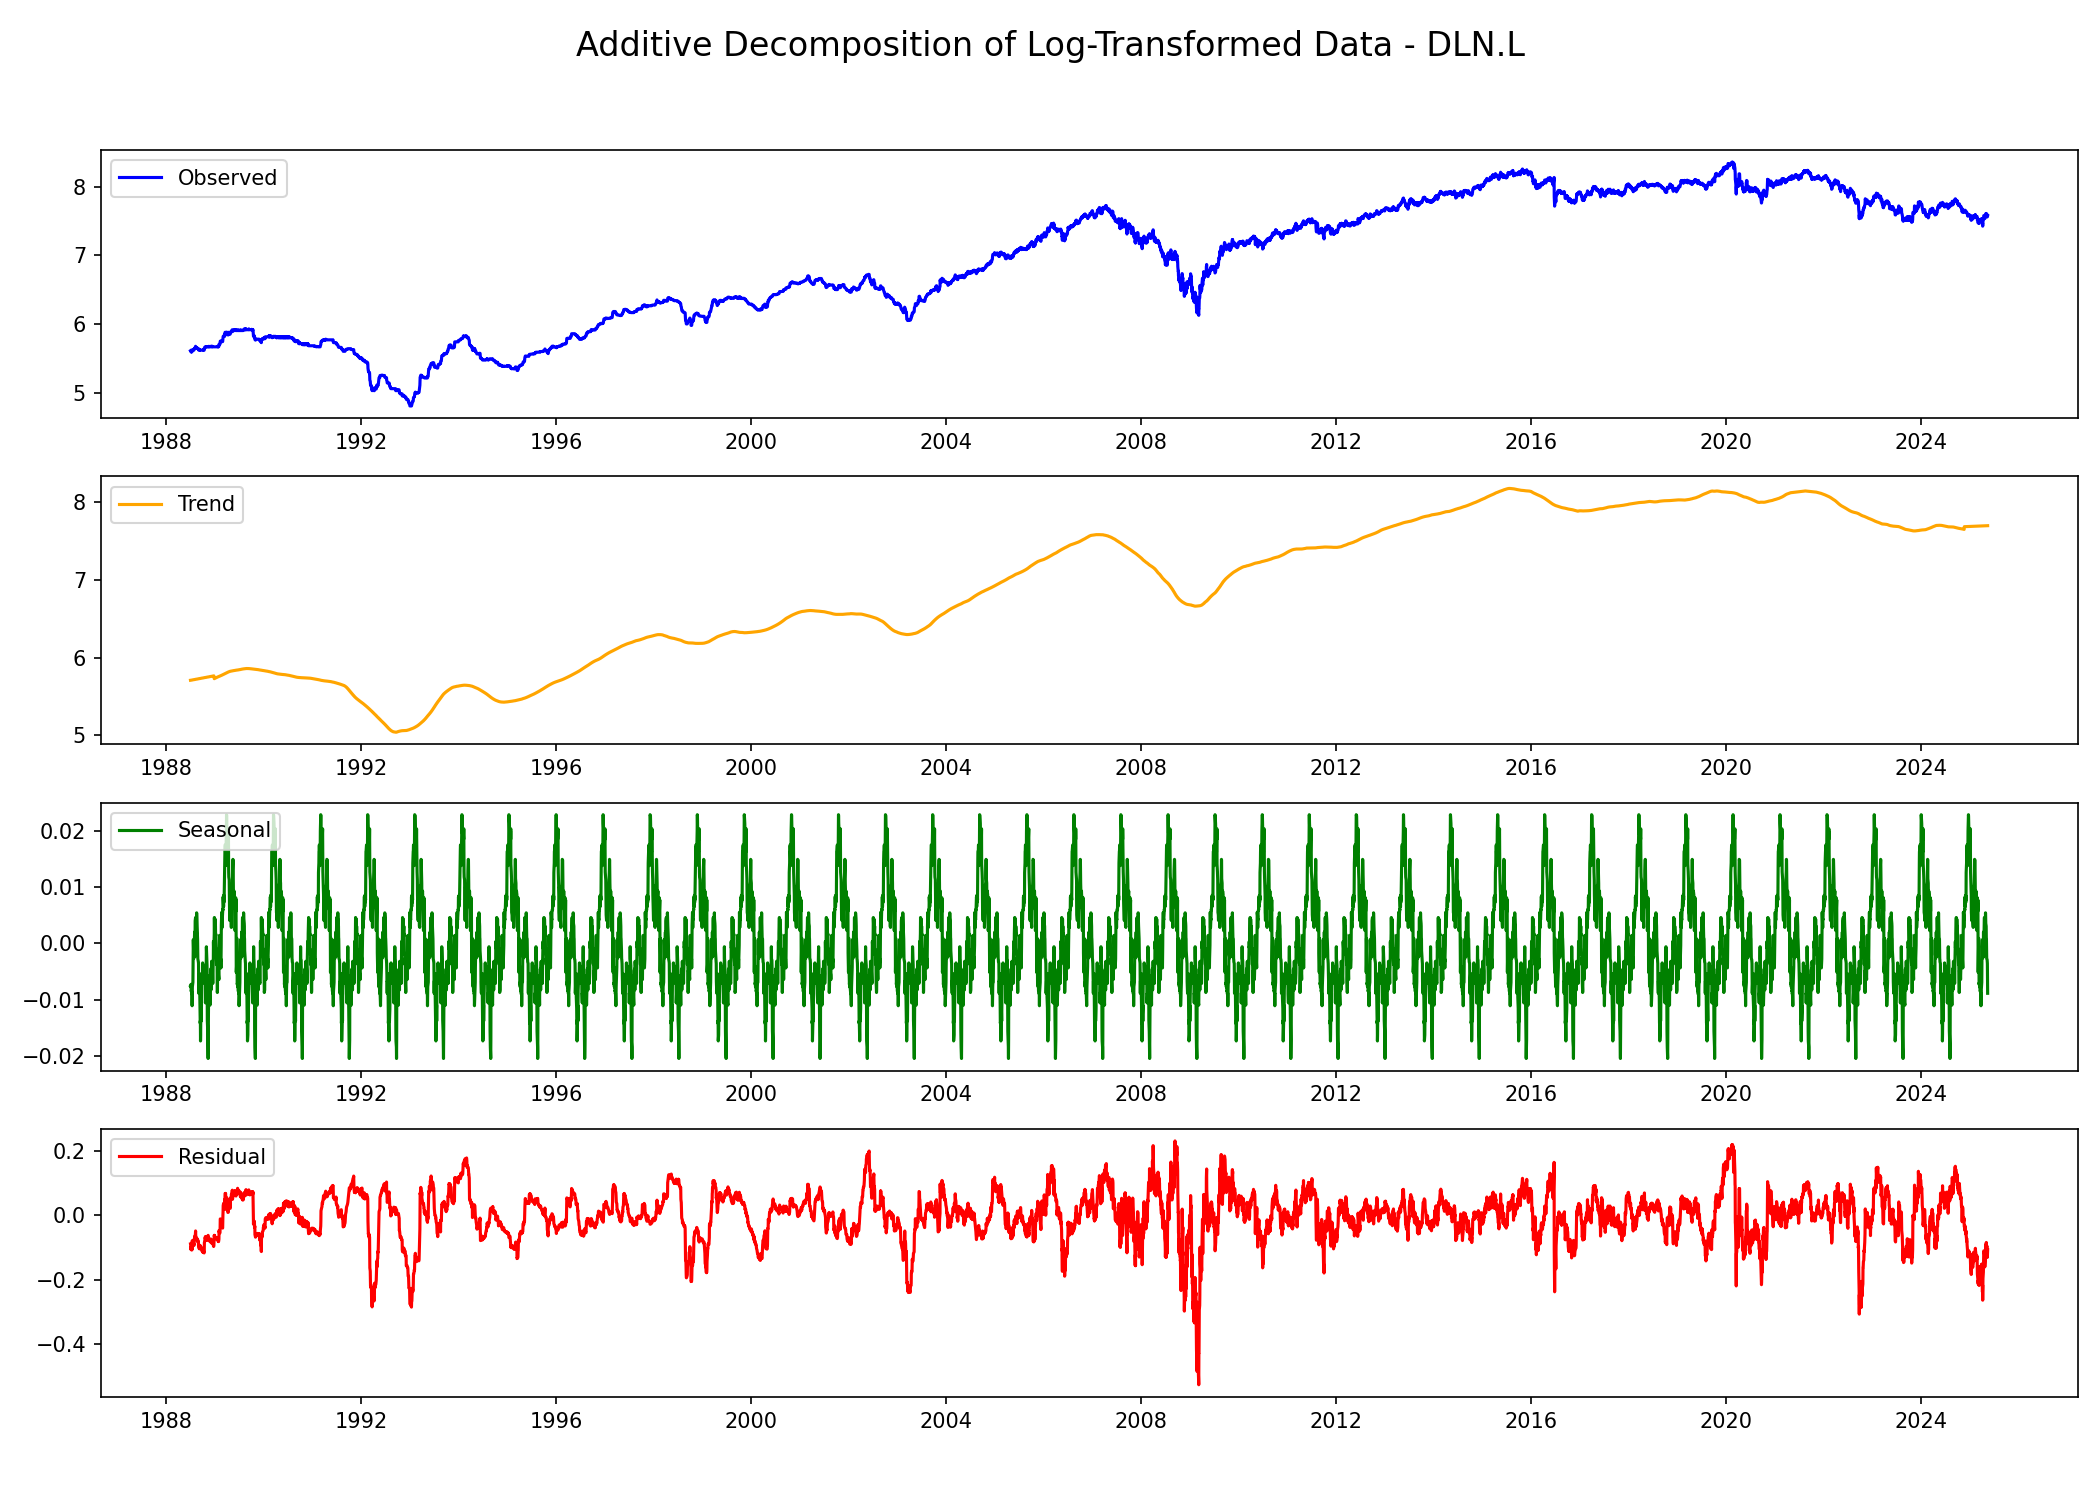 Additive Decomposition of Log-Transformed Data - DLN.L
Observed
8
7
6
5
1988 1992 1996 2000 2004 2008 2012 2016 2020 2024
Trend
8
7
6
5
1988 1992 1996 2000 2004 2008 2012 2016 2020 2024
Seasonal
0.02
0.01
0.00
−0.01
−0.02
1988 1992 1996 2000 2004 2008 2012 2016 2020 2024
Residual
0.2
0.0
−0.2
−0.4
1988 1992 1996 2000 2004 2008 2012 2016 2020 2024